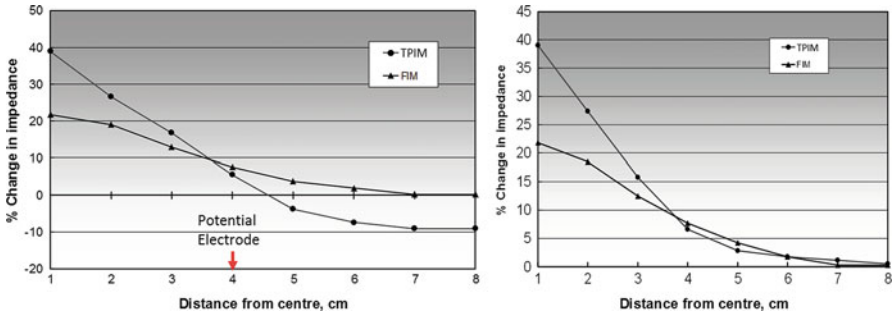 50
40
30
20
10
0
-10
-20
% Change in impedance
TPIM
FIM
Potential
Electrode
1 2 3 4 5 6 7 8
Distance from centre, cm
45
40
35
30
25
20
15
10
5
0
% Change in impedance
TPIM
FIM
1 2 3 4 5 6 7 8
Distance from centre, cm